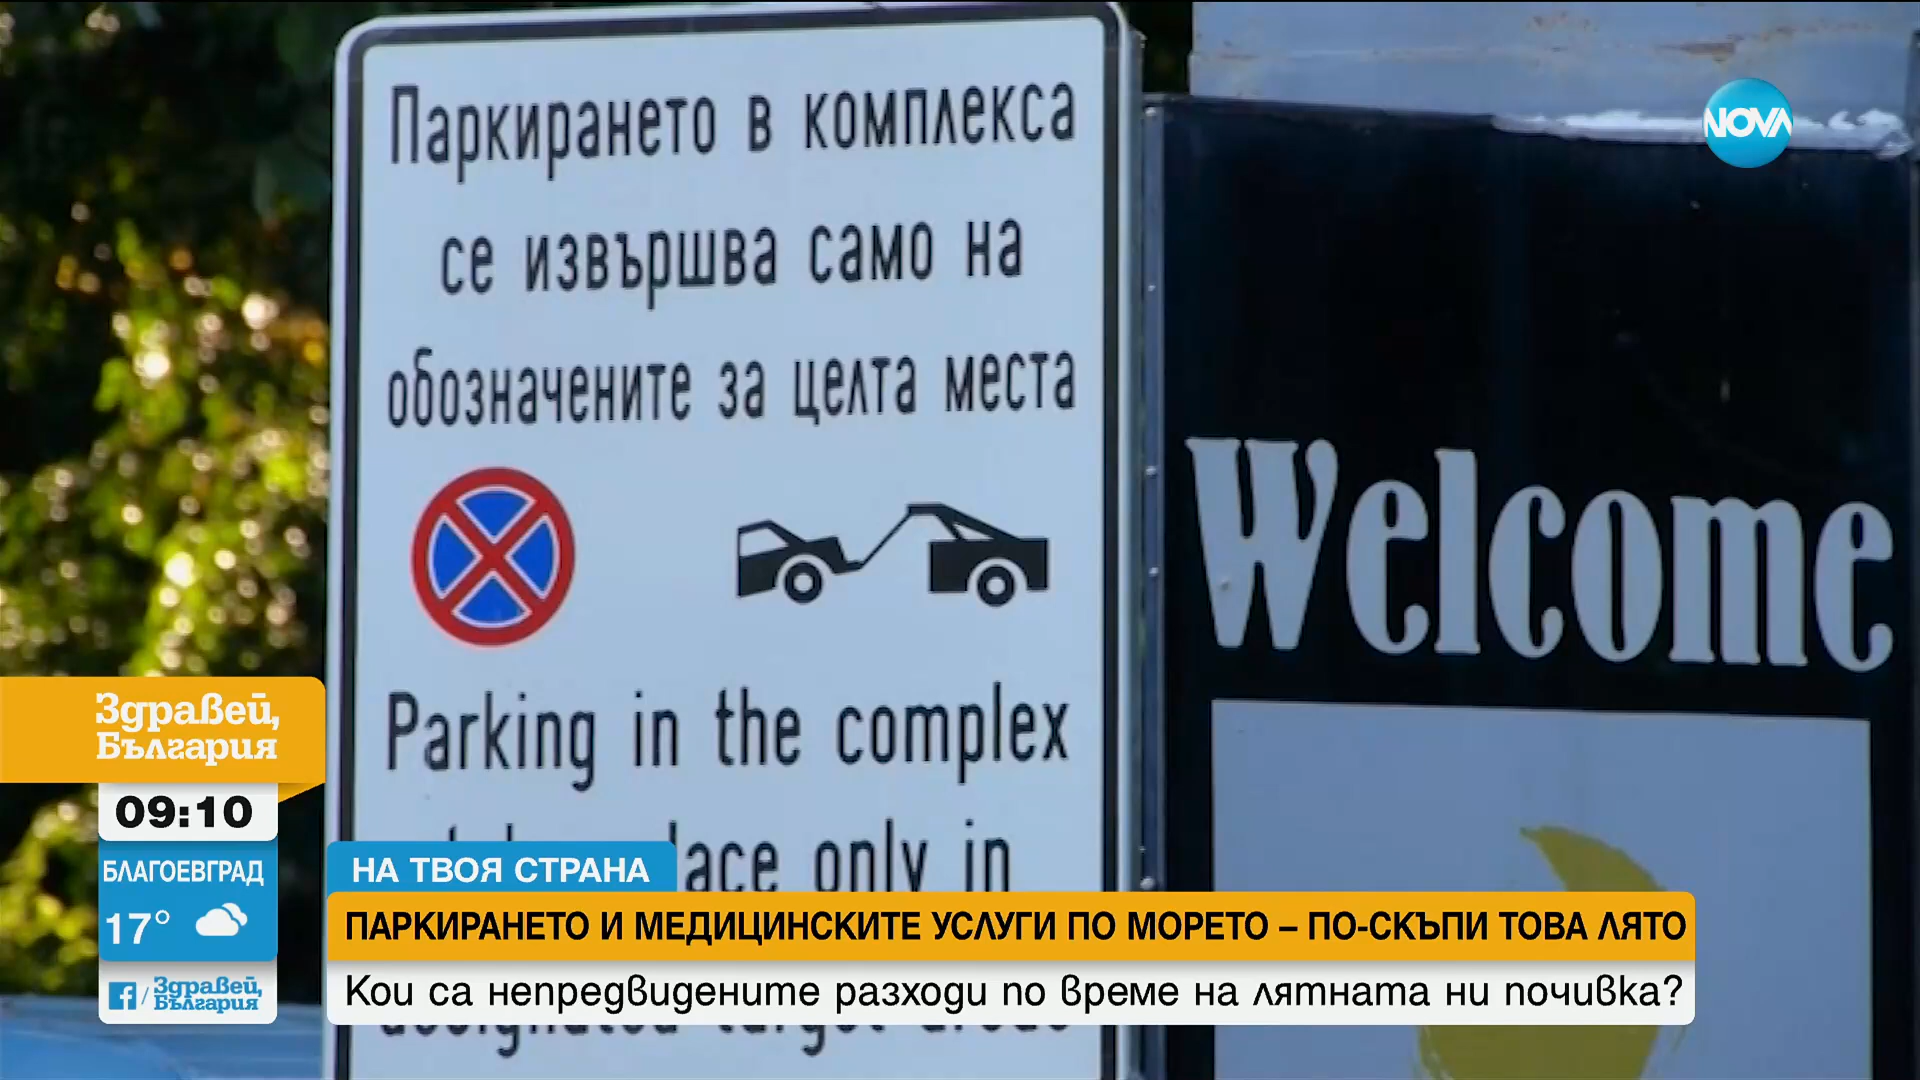 Паркирането в комплекса
се извършва само на
обозначените за целта места
Parking in the complex
only in
Welcome
NOVA
Здравей,
България
09:10
БЛАГОЕВГРАД
17°
Здравей,
България
НА ТВОЯ СТРАНА
ПАРКИРАНЕТО И МЕДИЦИНСКИТЕ УСЛУГИ ПО МОРЕТО – ПО-СКЪПИ ТОВА ЛЯТО
Кои са непредвидените разходи по време на лятната ни почивка?